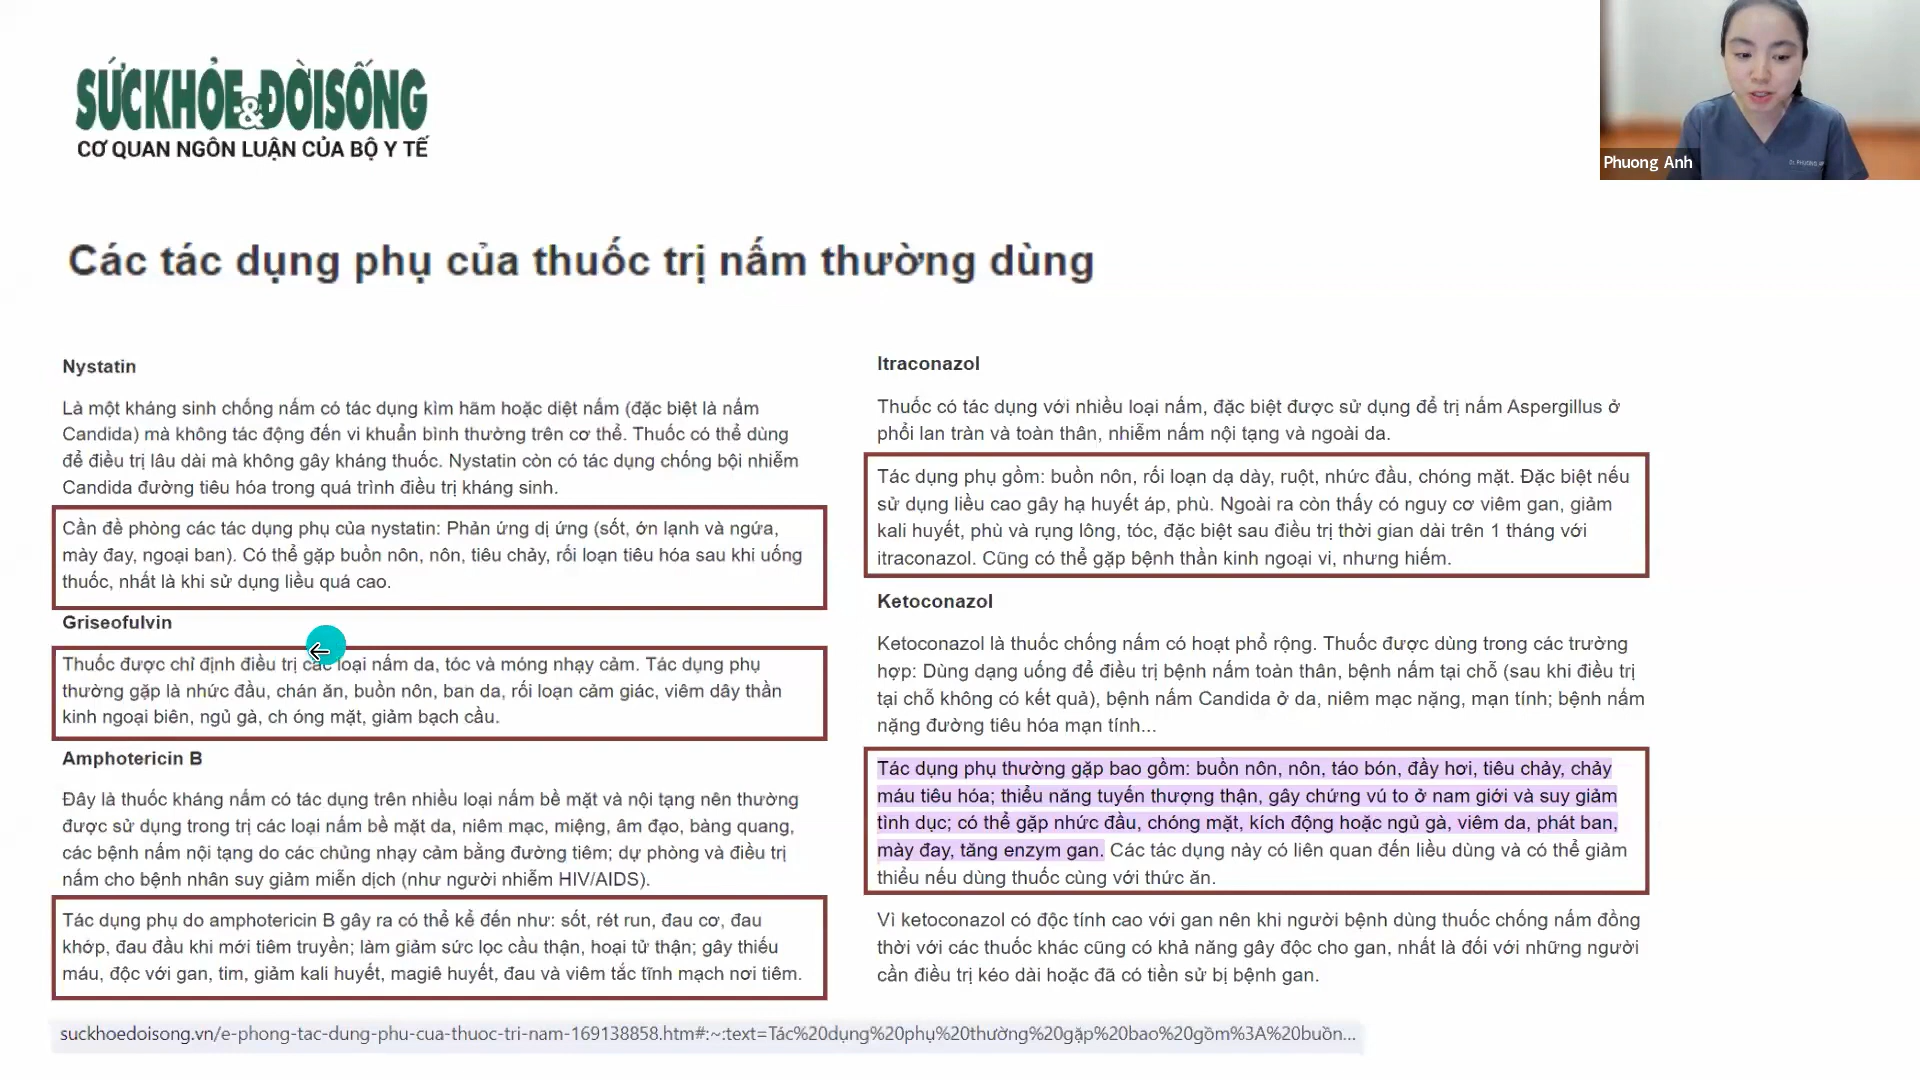 SỨCKHỎE&ĐỜISỐNG
CƠ QUAN NGÔN LUẬN CỦA BỘ Y TẾ
Phuong Anh
Các tác dụng phụ của thuốc trị nấm thường dùng
Nystatin
Là một kháng sinh chống nấm có tác dụng kìm hãm hoặc diệt nấm (đặc biệt là nấm
Candida) mà không tác động đến vi khuẩn bình thường trên cơ thể. Thuốc có thể dùng
để điều trị lâu dài mà không gây kháng thuốc. Nystatin còn có tác dụng chống bội nhiễm
Candida đường tiêu hóa trong quá trình điều trị kháng sinh.
Cần đề phòng các tác dụng phụ của nystatin: Phản ứng dị ứng (sốt, ớn lạnh và ngứa,
mày đay, ngoại ban). Có thể gặp buồn nôn, nôn, tiêu chảy, rối loạn tiêu hóa sau khi uống
thuốc, nhất là khi sử dụng liều quá cao.
Griseofulvin
Thuốc được chỉ định điều trị các loại nấm da, tóc và móng nhạy cảm. Tác dụng phụ
thường gặp là nhức đầu, chán ăn, buồn nôn, ban da, rối loạn cảm giác, viêm dây thần
kinh ngoại biên, ngủ gà, ch óng mặt, giảm bạch cầu.
Amphotericin B
Đây là thuốc kháng nấm có tác dụng trên nhiều loại nấm bề mặt và nội tạng nên thường
được sử dụng trong trị các loại nấm bề mặt da, niêm mạc, miệng, âm đạo, bàng quang,
các bệnh nấm nội tạng do các chủng nhạy cảm bằng đường tiêm; dự phòng và điều trị
nấm cho bệnh nhân suy giảm miễn dịch (như người nhiễm HIV/AIDS).
Tác dụng phụ do amphotericin B gây ra có thể kể đến như: sốt, rét run, đau cơ, đau
khớp, đau đầu khi mới tiêm truyền; làm giảm sức lọc cầu thận, hoại tử thận; gây thiếu
máu, độc với gan, tim, giảm kali huyết, magiê huyết, đau và viêm tắc tĩnh mạch nơi tiêm.
Itraconazol
Thuốc có tác dụng với nhiều loại nấm, đặc biệt được sử dụng để trị nấm Aspergillus ở
phổi lan tràn và toàn thân, nhiễm nấm nội tạng và ngoài da.
Tác dụng phụ gồm: buồn nôn, rối loạn dạ dày, ruột, nhức đầu, chóng mặt. Đặc biệt nếu
sử dụng liều cao gây hạ huyết áp, phù. Ngoài ra còn thấy có nguy cơ viêm gan, giảm
kali huyết, phù và rụng lông, tóc, đặc biệt sau điều trị thời gian dài trên 1 tháng với
itraconazol. Cũng có thể gặp bệnh thần kinh ngoại vi, nhưng hiếm.
Ketoconazol
Ketoconazol là thuốc chống nấm có hoạt phổ rộng. Thuốc được dùng trong các trường
hợp: Dùng dạng uống để điều trị bệnh nấm toàn thân, bệnh nấm tại chỗ (sau khi điều trị
tại chỗ không có kết quả), bệnh nấm Candida ở da, niêm mạc nặng, mạn tính; bệnh nấm
nặng đường tiêu hóa mạn tính...
Tác dụng phụ thường gặp bao gồm: buồn nôn, nôn, táo bón, đầy hơi, tiêu chảy, chảy
máu tiêu hóa; thiểu năng tuyến thượng thận, gây chứng vú to ở nam giới và suy giảm
tình dục; có thể gặp nhức đầu, chóng mặt, kích động hoặc ngủ gà, viêm da, phát ban,
mày đay, tăng enzym gan. Các tác dụng này có liên quan đến liều dùng và có thể giảm
thiểu nếu dùng thuốc cùng với thức ăn.
Vì ketoconazol có độc tính cao với gan nên khi người bệnh dùng thuốc chống nấm đồng
thời với các thuốc khác cũng có khả năng gây độc cho gan, nhất là đối với những người
cần điều trị kéo dài hoặc đã có tiền sử bị bệnh gan.
suckhoedoisong.vn/e-phong-tac-dung-phu-cua-thuoc-tri-nam-169138858.htm#:~:text=Tác%20dụng%20phụ%20thường%20gặp%20bao%20gồm%3A%20buồn...